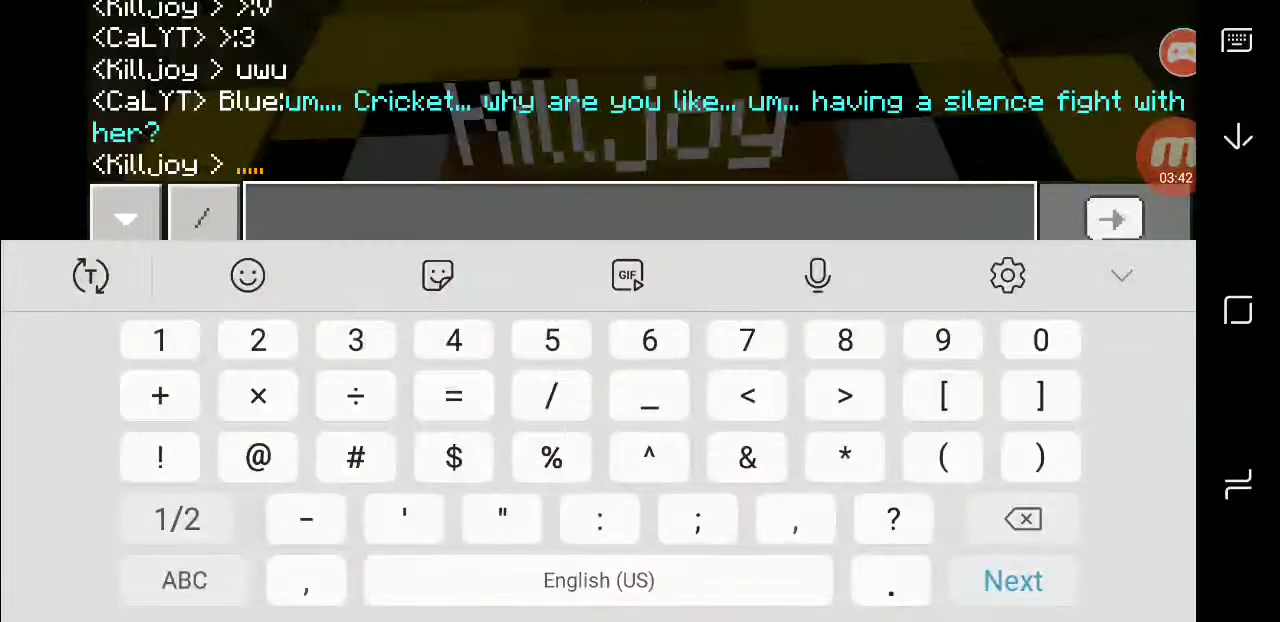 <Killjoy > >:V
<CaLYT> >:3
<Killjoy > uwu
<CaLYT> Blue:um.... Cricket... why are you like... um... having a silence fight with
her?
<Killjoy > .....
Killjoy
03:42
/
T
GIF
1 2 3 4 5 6 7 8 9 0
+ × ÷ = / _ < > [ ]
! @ # $ % ^ & * ( )
1/2 - ' " : ; , ?
ABC , English (US) . Next